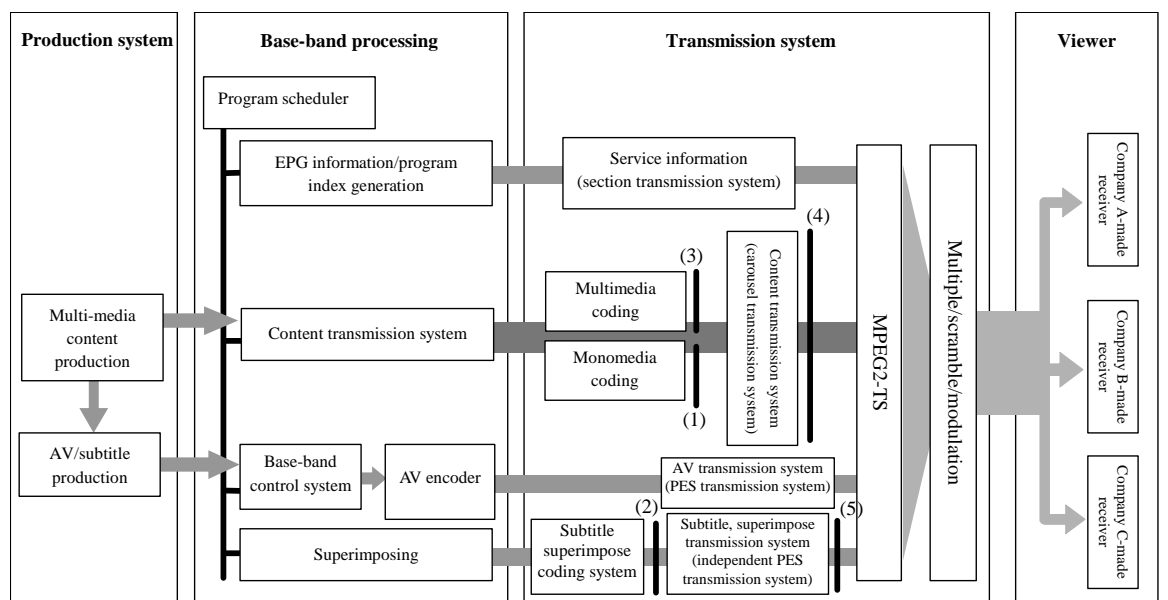 Production system
Multi-media
content
production
AV/subtitle
production
Base-band processing
Program scheduler
EPG information/program
index generation
Content transmission system
Base-band
control system
AV encoder
Superimposing
Transmission system
Service information
(section transmission system)
(4)
(3)
Multimedia
coding
Monomedia
coding
(1)
Content transmission system
(carousel transmission system)
AV transmission system
(PES transmission system)
(2)
Subtitle
superimpose
coding system
(5)
Subtitle, superimpose
transmission system
(independent PES
transmission system)
MPEG2-TS
Multiple/scramble/modulation
Viewer
Company A-made
receiver
Company B-made
receiver
Company C-made
receiver